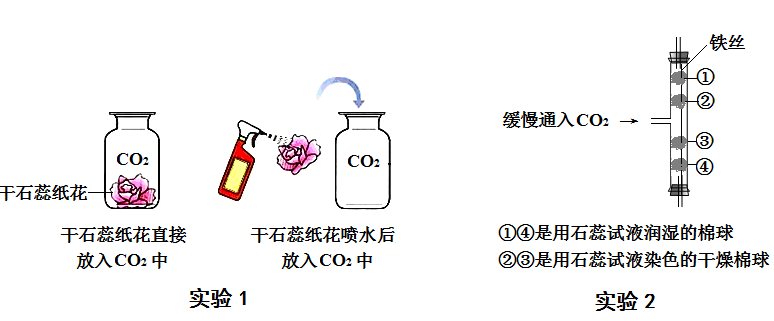 CO₂
干石蕊纸花
干石蕊纸花直接
放入CO₂中
CO₂
干石蕊纸花喷水后
放入CO₂中
实验1
铁丝
①
②
缓慢通入CO₂
③
④
①④是用石蕊试液润湿的棉球
②③是用石蕊试液染色的干燥棉球
实验2